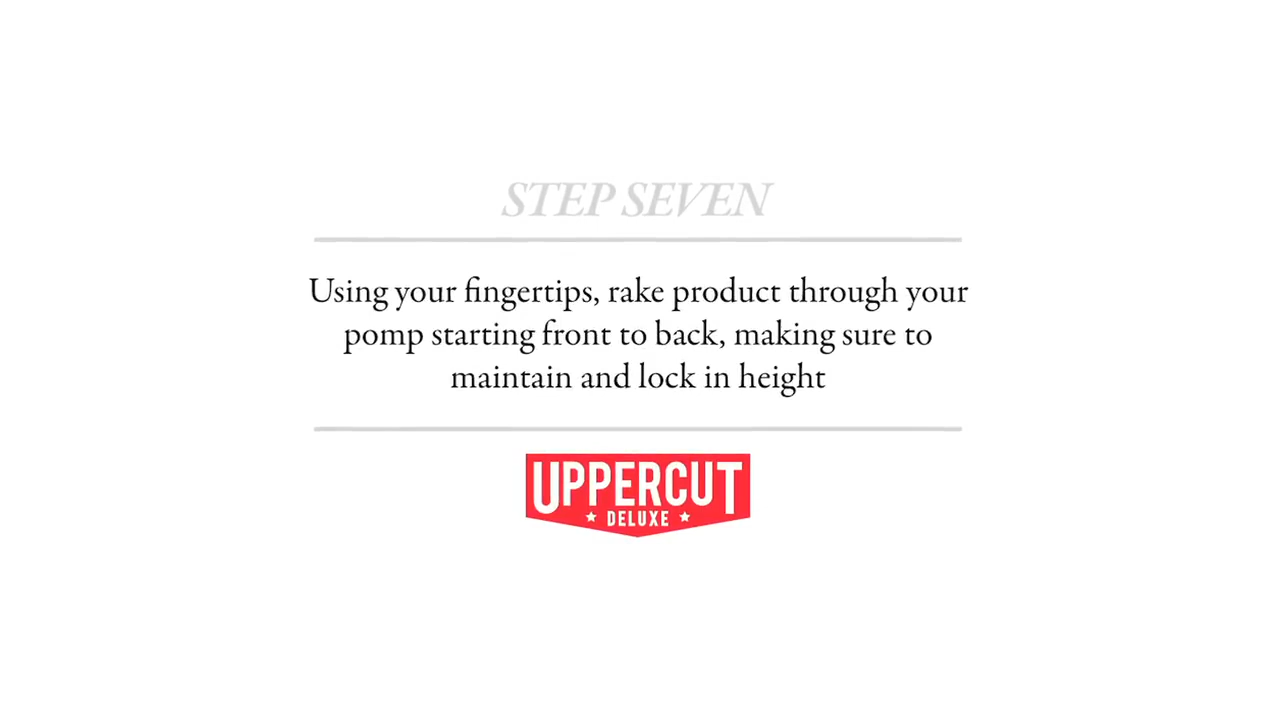 STEP SEVEN
Using your fingertips, rake product through your
pomp starting front to back, making sure to
maintain and lock in height
UPPERCUT
DELUXE